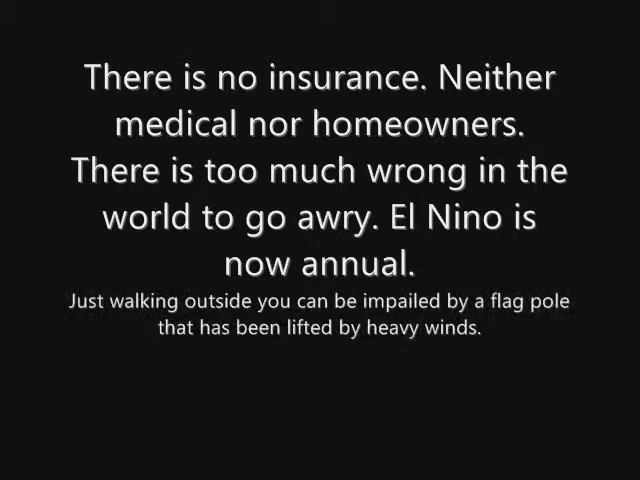 There is no insurance. Neither
medical nor homeowners.
There is too much wrong in the
world to go awry. El Nino is
now annual.
Just walking outside you can be impailed by a flag pole
that has been lifted by heavy winds.